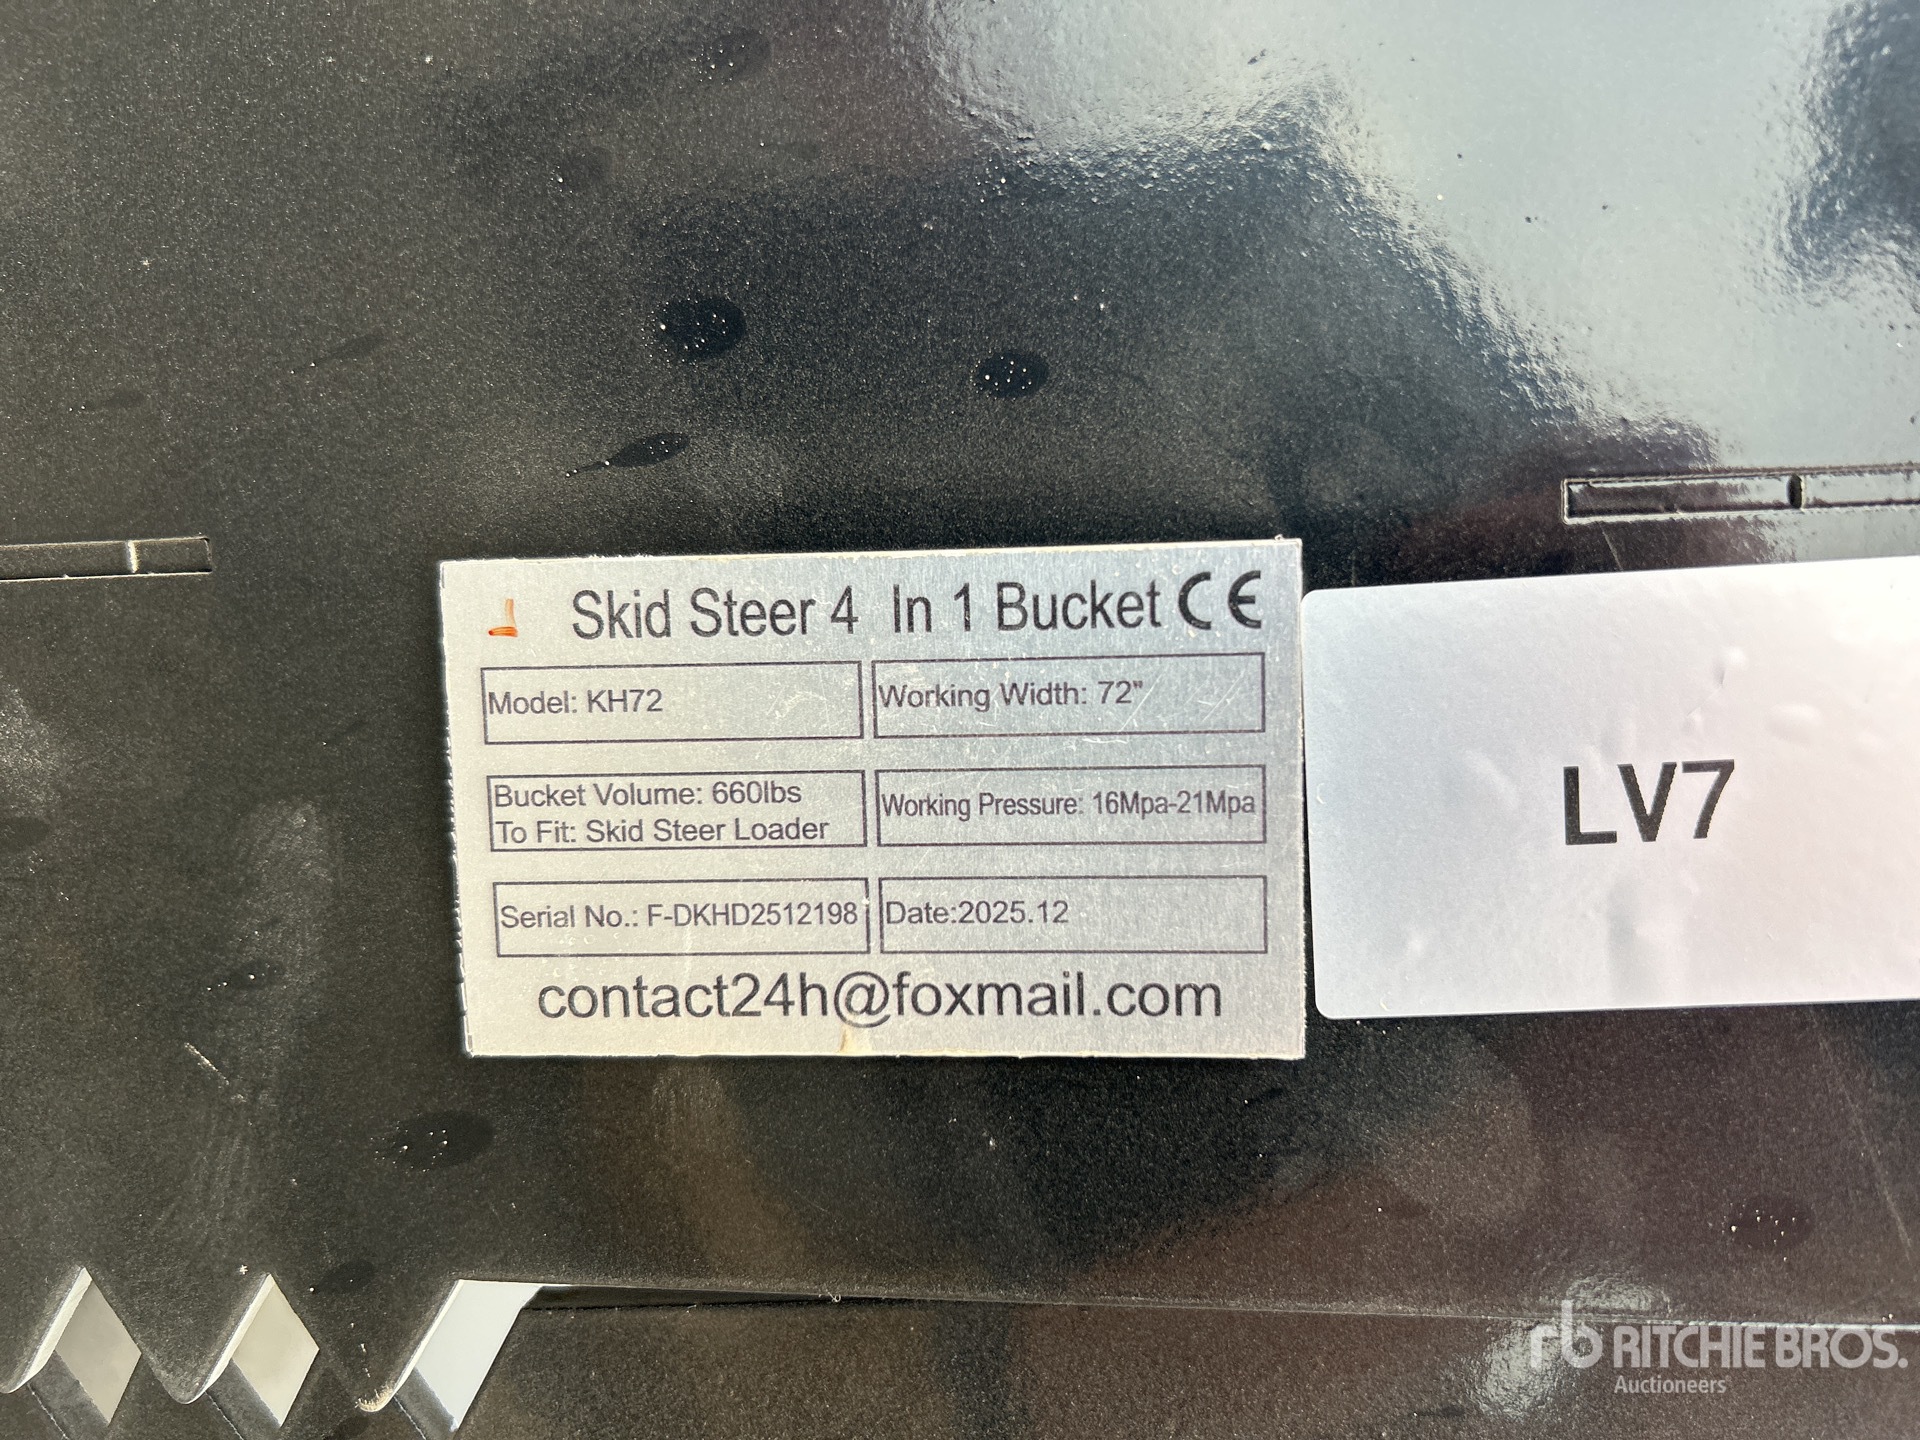 Skid Steer 4 In 1 Bucket CE
Model: KH72
Working Width: 72"
Bucket Volume: 660lbs
To Fit: Skid Steer Loader
Working Pressure: 16Mpa-21Mpa
Serial No.: F-DKHD2512198
Date:2025.12
contact24h@foxmail.com
LV7
rb RITCHIE BROS.
Auctioneers